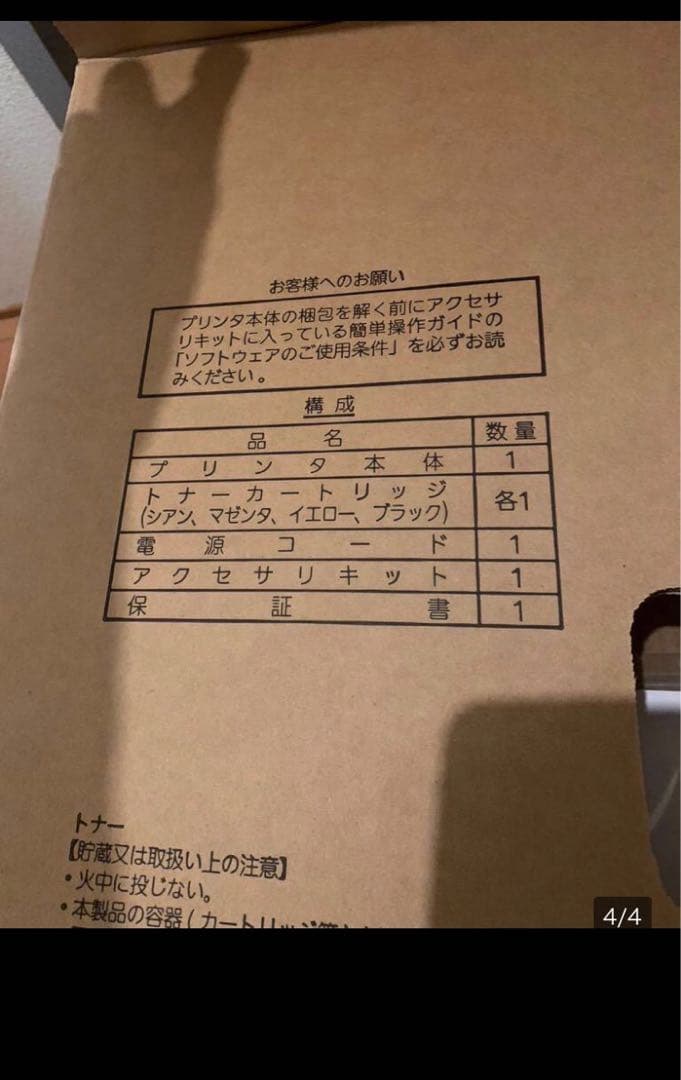 お客様へのお願い
プリンタ本体の梱包を解く前にアクセサ
リキットに入っている簡単操作ガイドの
「ソフトウェアのご使用条件」を必ずお読
みください。
構成
品名 数量
プリンタ本体 1
トナーカートリッジ
(シアン、マゼンタ、イエロー、ブラック) 各1
電源コード 1
アクセサリキット 1
保証書 1
トナー
【貯蔵又は取扱い上の注意】
・火中に投じない。
・本製品の容器(カートリッジ等
4/4